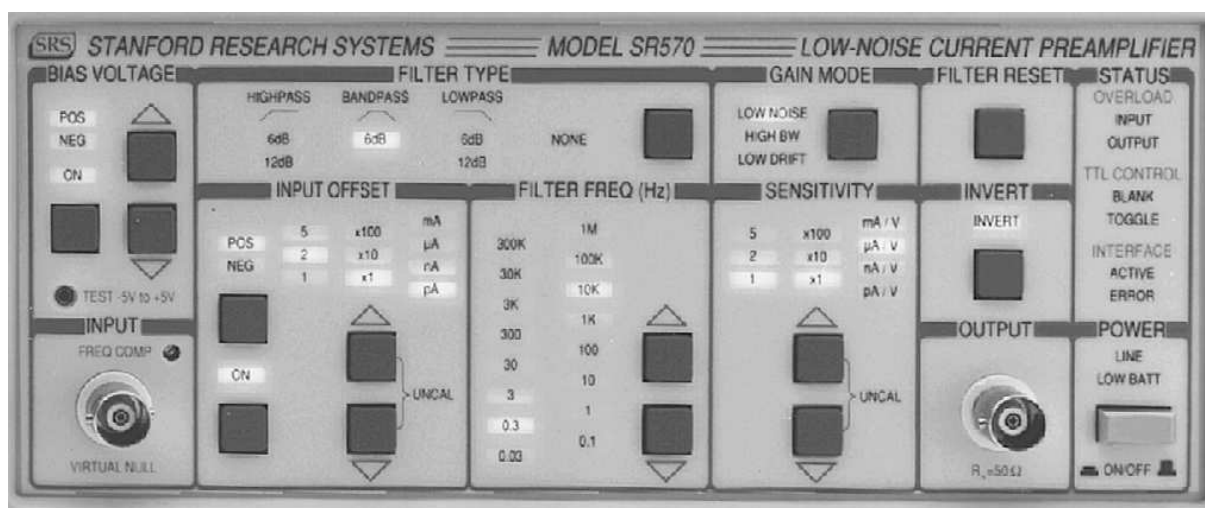 SRS STANFORD RESEARCH SYSTEMS MODEL SR570 LOW-NOISE CURRENT PREAMPLIFIER
BIAS VOLTAGE
POS
NEG
ON
TEST -5V to +5V
FILTER TYPE
HIGHPASS BANDPASS LOWPASS
6dB 6dB 6dB NONE
12dB 12dB
GAIN MODE
LOW NOISE
HIGH BW
LOW DRIFT
FILTER RESET
STATUS
OVERLOAD
INPUT
OUTPUT
TTL CONTROL
BLANK
TOGGLE
INTERFACE
ACTIVE
ERROR
INPUT OFFSET
POS
NEG
5 x100 mA
2 x10 µA
1 x1 nA
pA
ON
UNCAL
FILTER FREQ (Hz)
300K
30K
3K
300
30
3
0.3
0.03
1M
100K
10K
1K
100
10
1
0.1
SENSITIVITY
5 x100 mA / V
2 x10 µA / V
1 x1 nA / V
pA / V
UNCAL
INVERT
INVERT
INPUT
FREQ COMP
VIRTUAL NULL
OUTPUT
R₀=50Ω
POWER
LINE
LOW BATT
ON/OFF